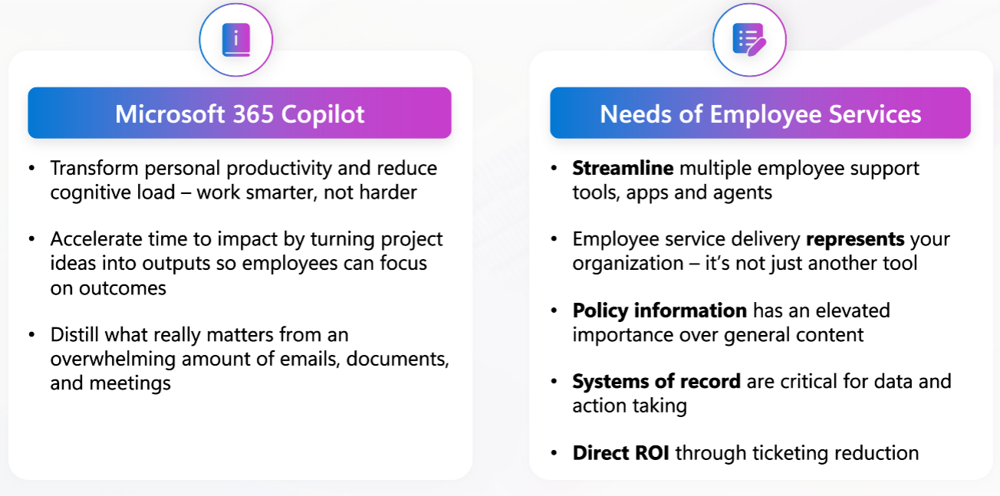 Microsoft 365 Copilot
• Transform personal productivity and reduce
cognitive load – work smarter, not harder
• Accelerate time to impact by turning project
ideas into outputs so employees can focus
on outcomes
• Distill what really matters from an
overwhelming amount of emails, documents,
and meetings
Needs of Employee Services
• Streamline multiple employee support
tools, apps and agents
• Employee service delivery represents your
organization – it’s not just another tool
• Policy information has an elevated
importance over general content
• Systems of record are critical for data and
action taking
• Direct ROI through ticketing reduction